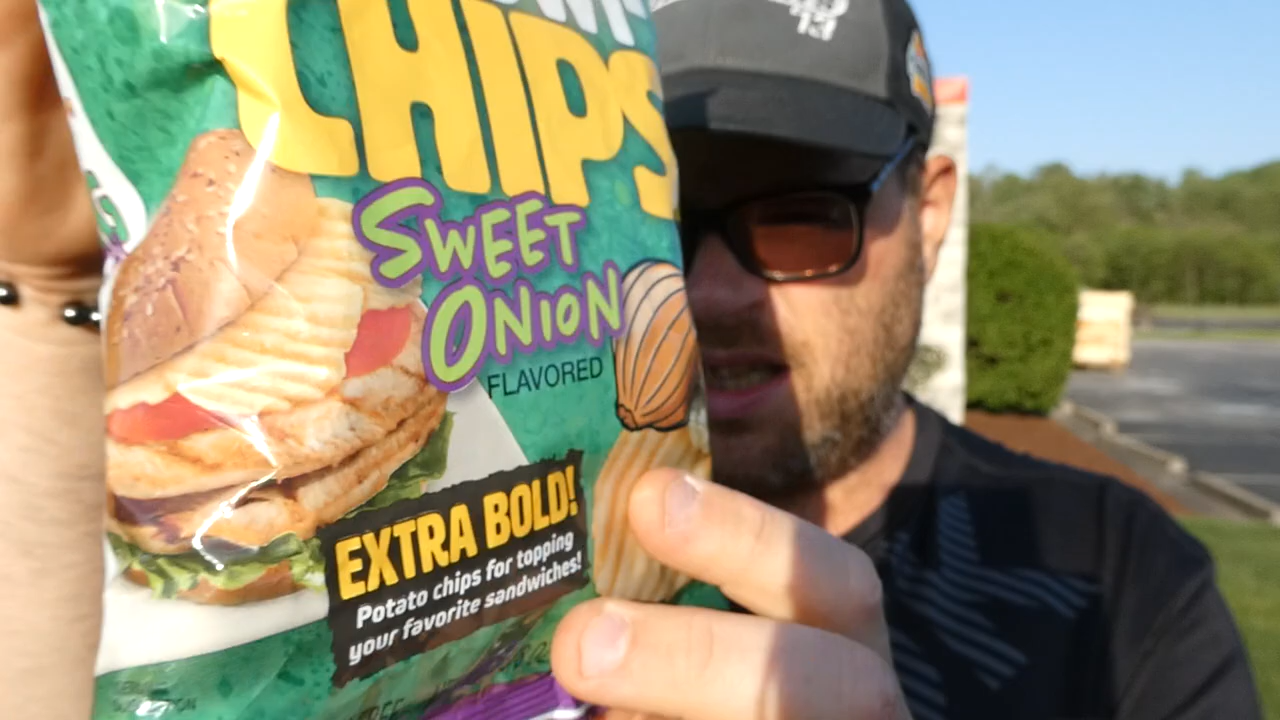 CHIPS
SWEET
ONION
FLAVORED
EXTRA BOLD!
Potato chips for topping
your favorite sandwiches!